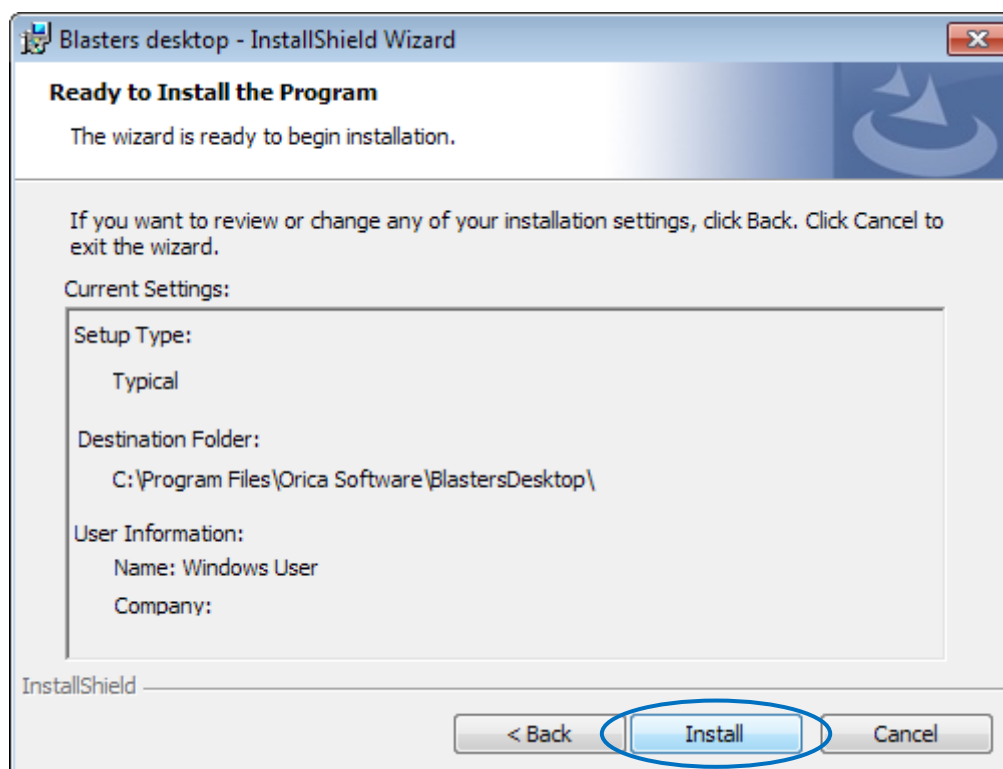 Blasters desktop - InstallShield Wizard
Ready to Install the Program
The wizard is ready to begin installation.
If you want to review or change any of your installation settings, click Back. Click Cancel to
exit the wizard.
Current Settings:
Setup Type:
Typical
Destination Folder:
C:\Program Files\Orica Software\BlastersDesktop\
User Information:
Name: Windows User
Company:
InstallShield
< Back Install Cancel